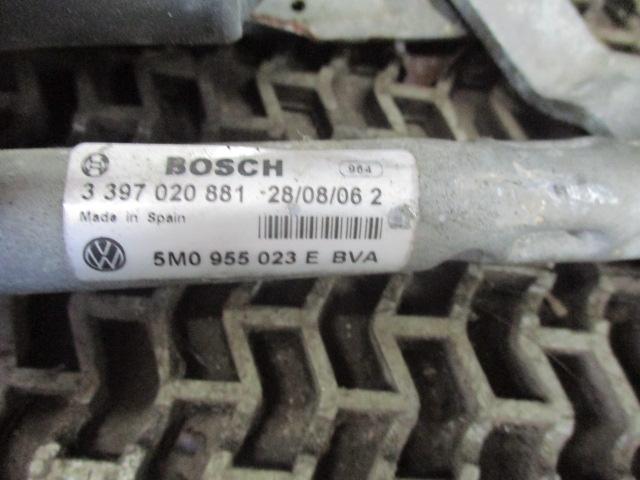 BOSCH 964
3 397 020 881 28/08/06 2
Made in Spain
5M0 955 023 E BVA